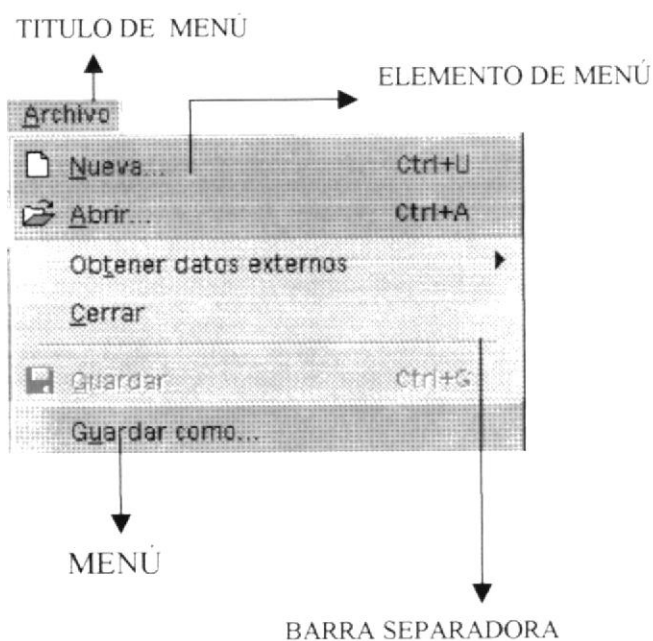 TITULO DE MENÚ
ELEMENTO DE MENÚ
Archivo
Nueva... Ctrl+U
Abrir... Ctrl+A
Obtener datos externos
Cerrar
Guardar Ctrl+G
Guardar como...
MENÚ
BARRA SEPARADORA